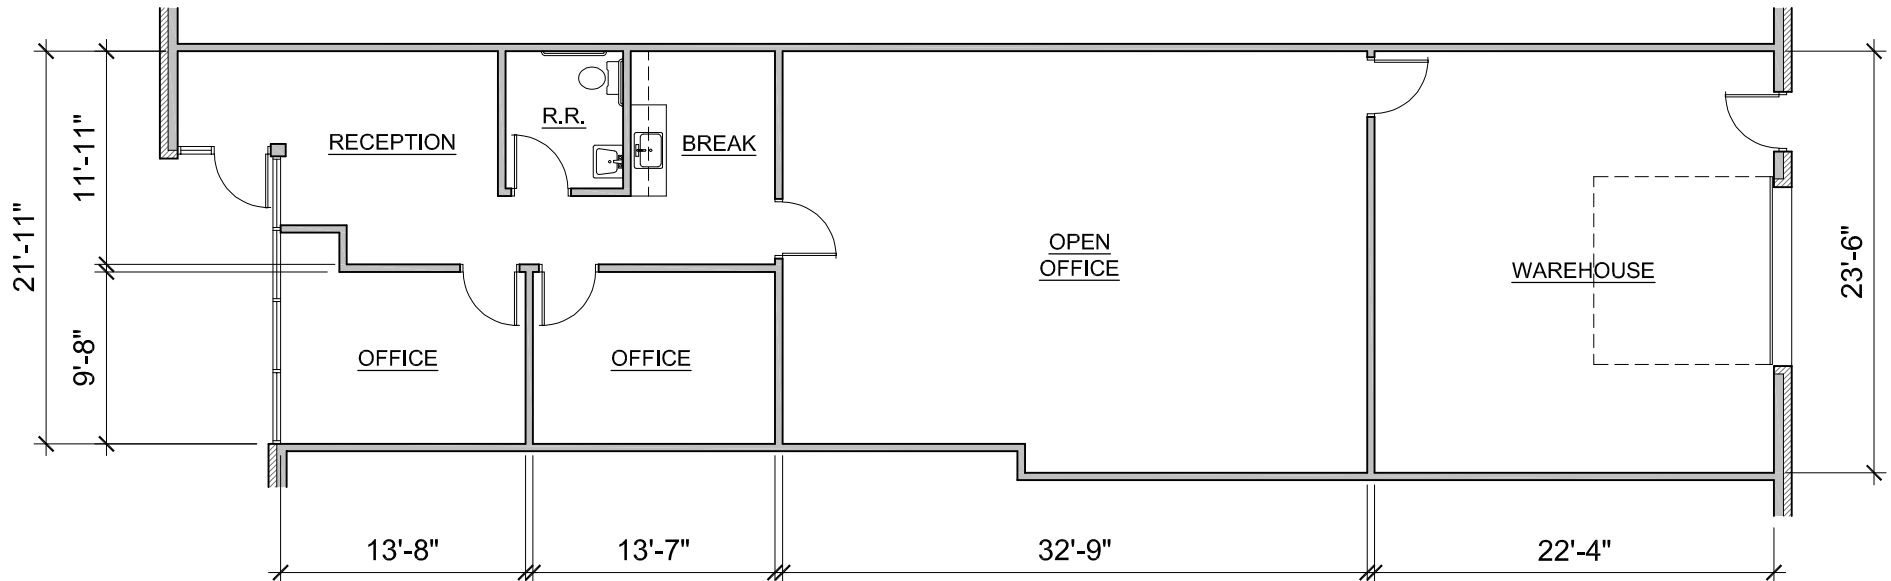 R.R.
RECEPTION
BREAK
11'-11"
21'-11"
OPEN
OFFICE
WAREHOUSE
23'-6"
9'-8"
OFFICE
OFFICE
13'-8"
13'-7"
32'-9"
22'-4"